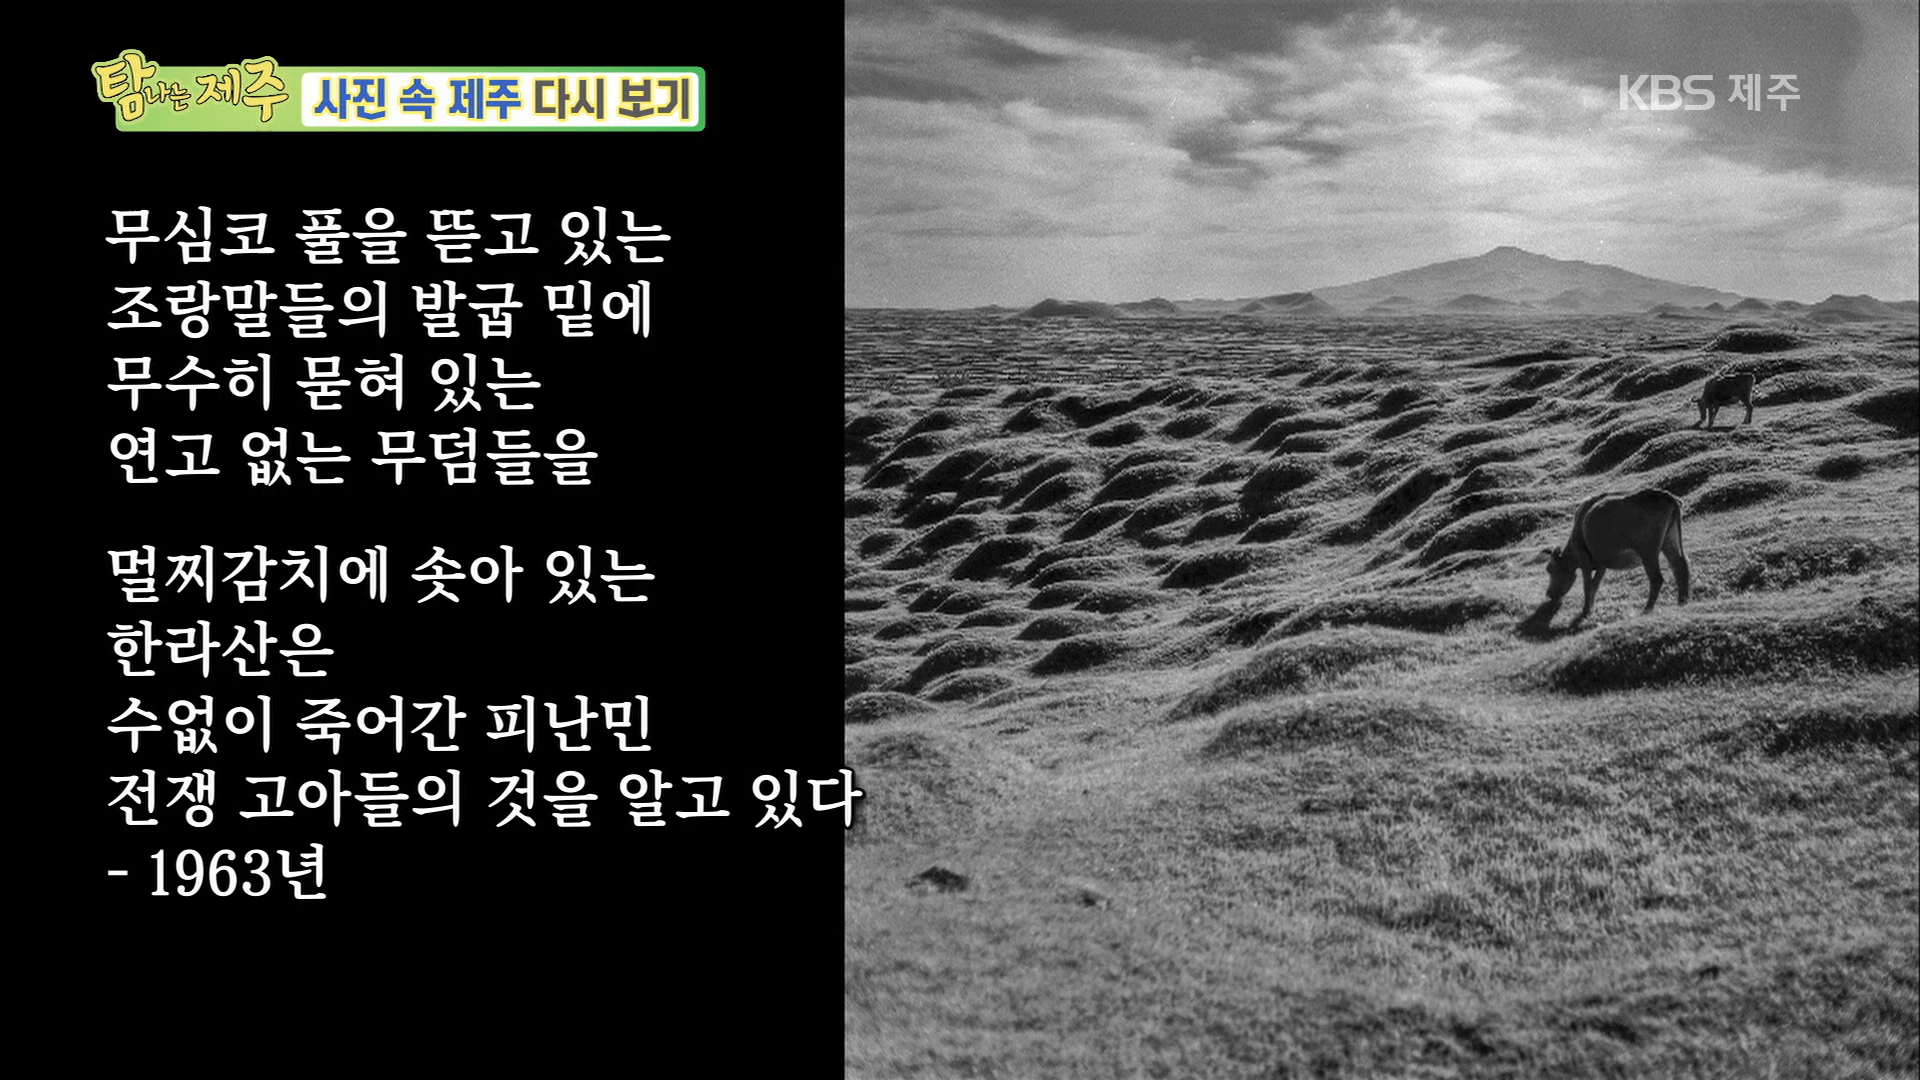 탐나는 제주 사진 속 제주 다시 보기
KBS 제주
무심코 풀을 뜯고 있는
조랑말들의 발굽 밑에
무수히 묻혀 있는
연고 없는 무덤들을
멀찌감치에 솟아 있는
한라산은
수없이 죽어간 피난민
전쟁 고아들의 것을 알고 있다
- 1963년